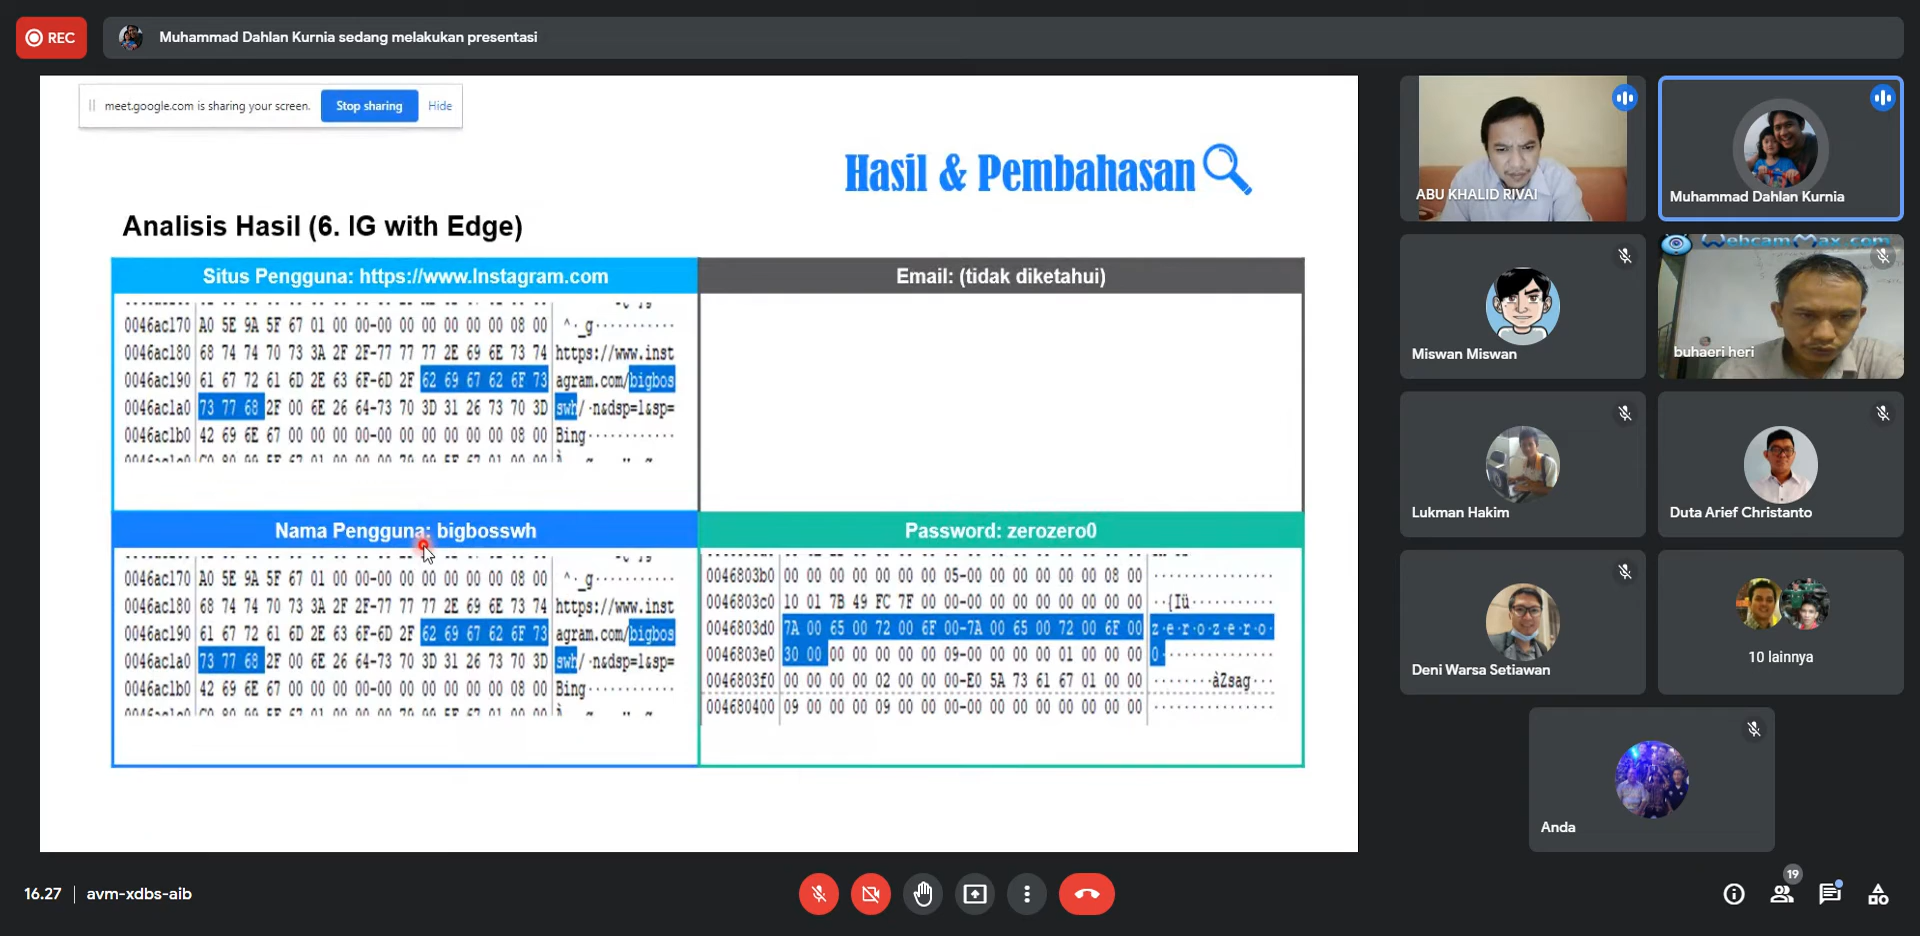 REC
Muhammad Dahlan Kurnia sedang melakukan presentasi
meet.google.com is sharing your screen.
Stop sharing
Hide
Hasil & Pembahasan
Analisis Hasil (6. IG with Edge)
Situs Pengguna: https://www.Instagram.com
0046ac170 A0 5E 9A 5F 67 01 00 00-00 00 00 00 00 00 08 00 ^·_g···········
0046ac180 68 74 74 70 73 3A 2F 2F-77 77 77 2E 69 6E 73 74 https://www.inst
0046ac190 61 67 72 61 6D 2E 63 6F-6D 2F 62 69 67 62 6F 73 agram.com/bigbos
0046ac1a0 73 77 68 2F 00 6E 26 64-73 70 3D 31 26 73 70 3D swh/·n&dsp=1&sp=
0046ac1b0 42 69 6E 67 00 00 00 00-00 00 00 00 00 00 08 00 Bing············
Email: (tidak diketahui)
Nama Pengguna: bigbosswh
0046ac170 A0 5E 9A 5F 67 01 00 00-00 00 00 00 00 00 08 00 ^·_g···········
0046ac180 68 74 74 70 73 3A 2F 2F-77 77 77 2E 69 6E 73 74 https://www.inst
0046ac190 61 67 72 61 6D 2E 63 6F-6D 2F 62 69 67 62 6F 73 agram.com/bigbos
0046ac1a0 73 77 68 2F 00 6E 26 64-73 70 3D 31 26 73 70 3D swh/·n&dsp=1&sp=
0046ac1b0 42 69 6E 67 00 00 00 00-00 00 00 00 00 00 08 00 Bing············
Password: zerozero0
0046803b0 00 00 00 00 00 00 00 05-00 00 00 00 00 00 08 00 ················
0046803c0 10 01 7B 49 FC 7F 00 00-00 00 00 00 00 00 00 00 ··{Iü···········
0046803d0 7A 00 65 00 72 00 6F 00-7A 00 65 00 72 00 6F 00 z·e·r·o·z·e·r·o·
0046803e0 30 00 00 00 00 00 00 00-09 00 00 00 01 00 00 00 0···············
0046803f0 00 00 00 00 02 00 00 00-E0 5A 73 61 67 01 00 00 ········àZsag···
004680400 09 00 00 00 09 00 00 00-00 00 00 00 00 00 00 00 ················
ABU KHALID RIVAI
Muhammad Dahlan Kurnia
Miswan Miswan
WebcamMax.com
buhaeri heri
Lukman Hakim
Duta Arief Christanto
Deni Warsa Setiawan
10 lainnya
Anda
16.27 | avm-xdbs-aib
19